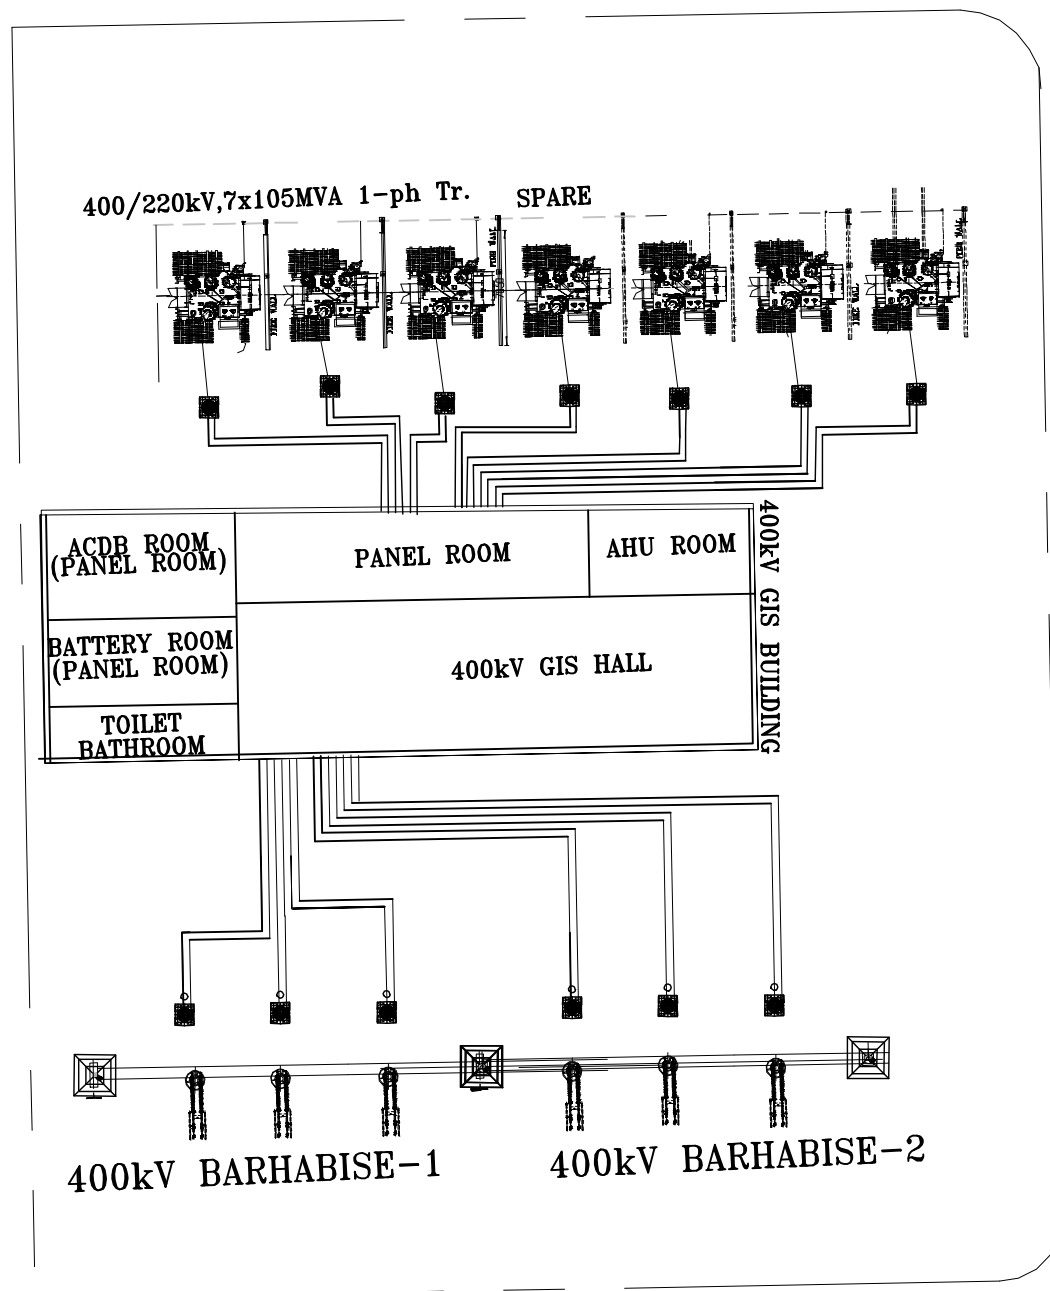 400/220kV,7x105MVA 1-ph Tr.
SPARE
ACDB ROOM
(PANEL ROOM)
PANEL ROOM
AHU ROOM
400kV GIS BUILDING
BATTERY ROOM
(PANEL ROOM)
400kV GIS HALL
TOILET
BATHROOM
400kV BARHABISE-1
400kV BARHABISE-2